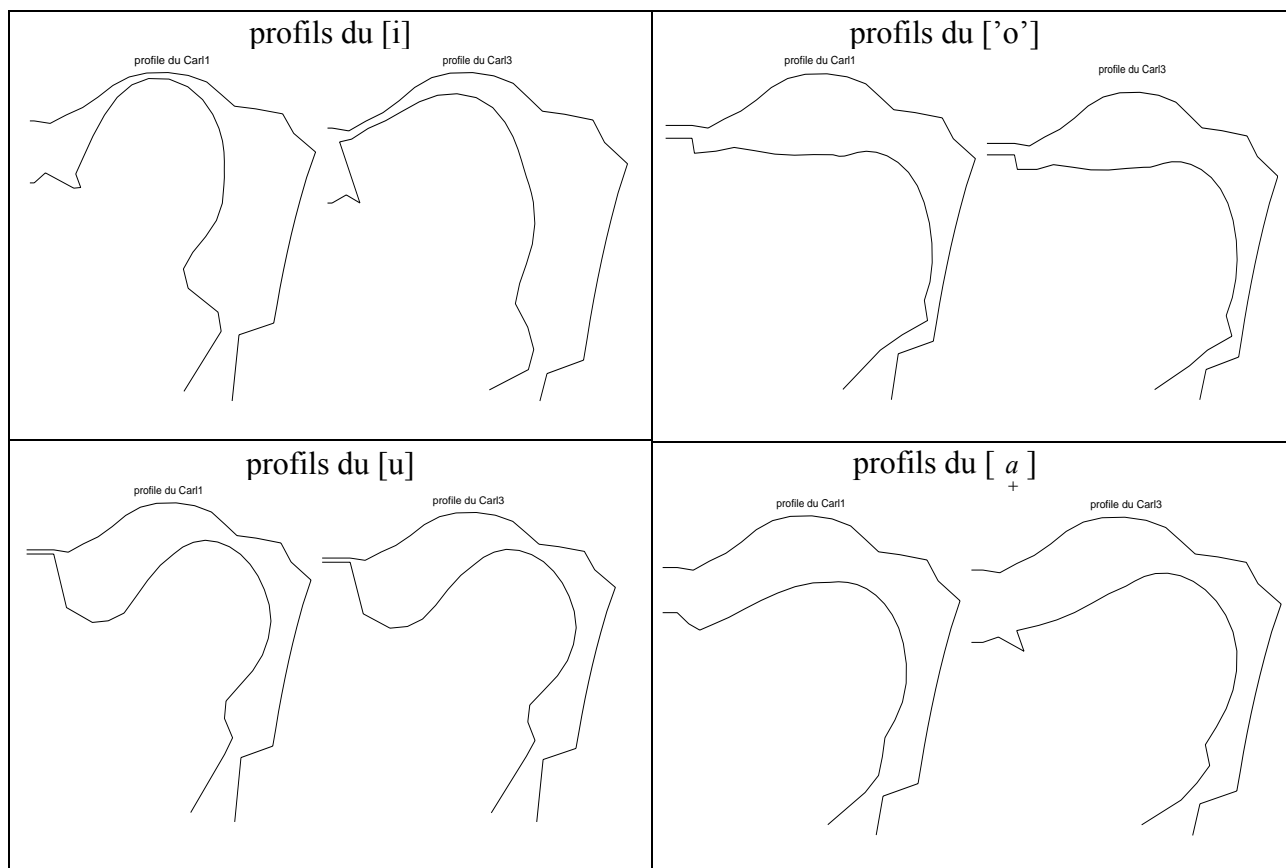 profils du [i]
profile du Carl1
profile du Carl3
profils du ['o']
profile du Carl1
profile du Carl3
profils du [u]
profile du Carl1
profile du Carl3
profils du [ a ]
+
profile du Carl1
profile du Carl3